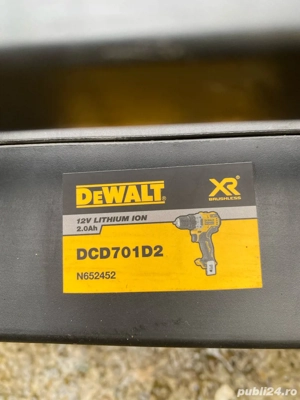 DEWALT
XR
BRUSHLESS
12V LITHIUM ION
2.0Ah
DCD701D2
N652452
publi24.ro